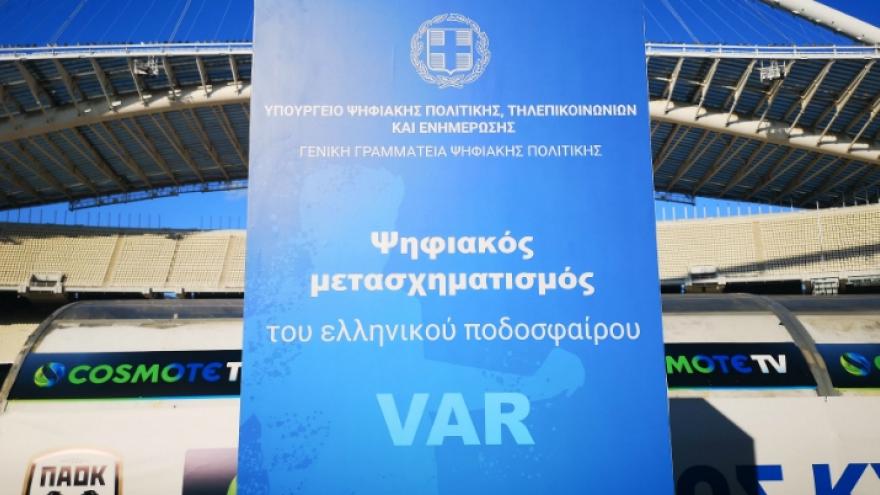 ΥΠΟΥΡΓΕΙΟ ΨΗΦΙΑΚΗΣ ΠΟΛΙΤΙΚΗΣ, ΤΗΛΕΠΙΚΟΙΝΩΝΙΩΝ
ΚΑΙ ΕΝΗΜΕΡΩΣΗΣ
ΓΕΝΙΚΗ ΓΡΑΜΜΑΤΕΙΑ ΨΗΦΙΑΚΗΣ ΠΟΛΙΤΙΚΗΣ
Ψηφιακός
μετασχηματισμός
του ελληνικού ποδοσφαίρου
VAR
COSMOTE T
MOTE TV
ΠΑΟΚ